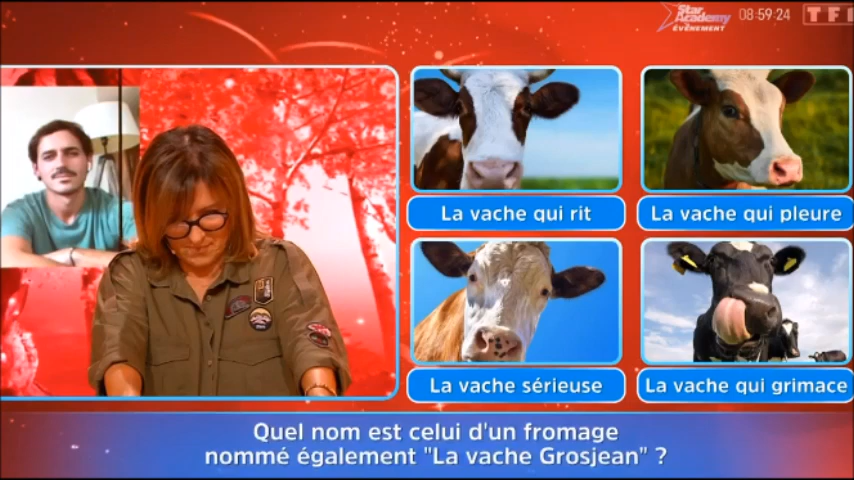 Star
Academy
ÉVÉNEMENT
08:59:24
TF1
La vache qui rit
La vache qui pleure
La vache sérieuse
La vache qui grimace
Quel nom est celui d'un fromage
nommé également "La vache Grosjean" ?